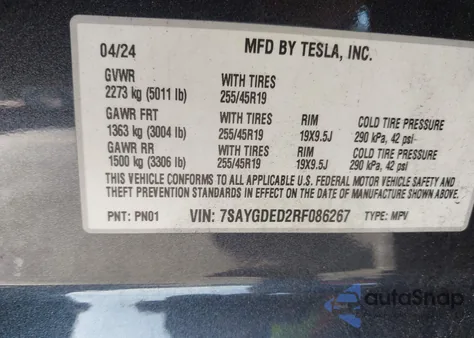 04/24 MFD BY TESLA, INC.
GVWR WITH TIRES
2273 kg (5011 lb) 255/45R19
GAWR FRT WITH TIRES RIM COLD TIRE PRESSURE
1363 kg (3004 lb) 255/45R19 19X9.5J 290 kPa, 42 psi
GAWR RR WITH TIRES RIM COLD TIRE PRESSURE
1500 kg (3306 lb) 255/45R19 19X9.5J 290 kPa, 42 psi
THIS VEHICLE CONFORMS TO ALL APPLICABLE U.S. FEDERAL MOTOR VEHICLE SAFETY AND
THEFT PREVENTION STANDARDS IN EFFECT ON THE DATE OF MANUFACTURE SHOWN ABOVE.
PNT: PN01 VIN: 7SAYGDED2RF086267 TYPE: MPV
autoSnap